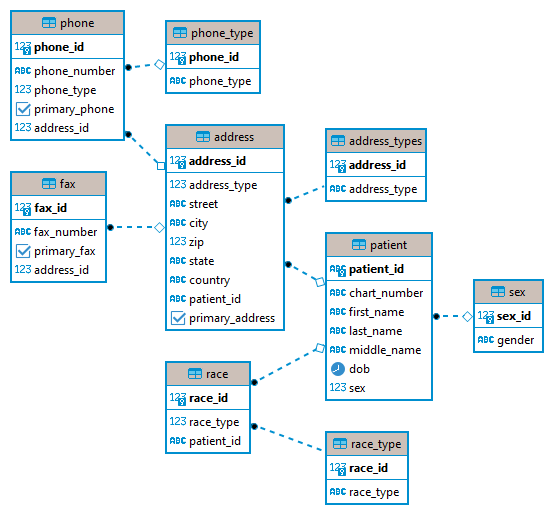 phone
123 phone_id
ABC phone_number
123 phone_type
primary_phone
123 address_id
phone_type
123 phone_id
ABC phone_type
address
123 address_id
123 address_type
ABC street
ABC city
123 zip
ABC state
ABC country
ABC patient_id
primary_address
address_types
123 address_id
ABC address_type
fax
123 fax_id
ABC fax_number
primary_fax
123 address_id
patient
ABC patient_id
ABC chart_number
ABC first_name
ABC last_name
ABC middle_name
dob
123 sex
sex
123 sex_id
ABC gender
race
123 race_id
123 race_type
ABC patient_id
race_type
123 race_id
ABC race_type